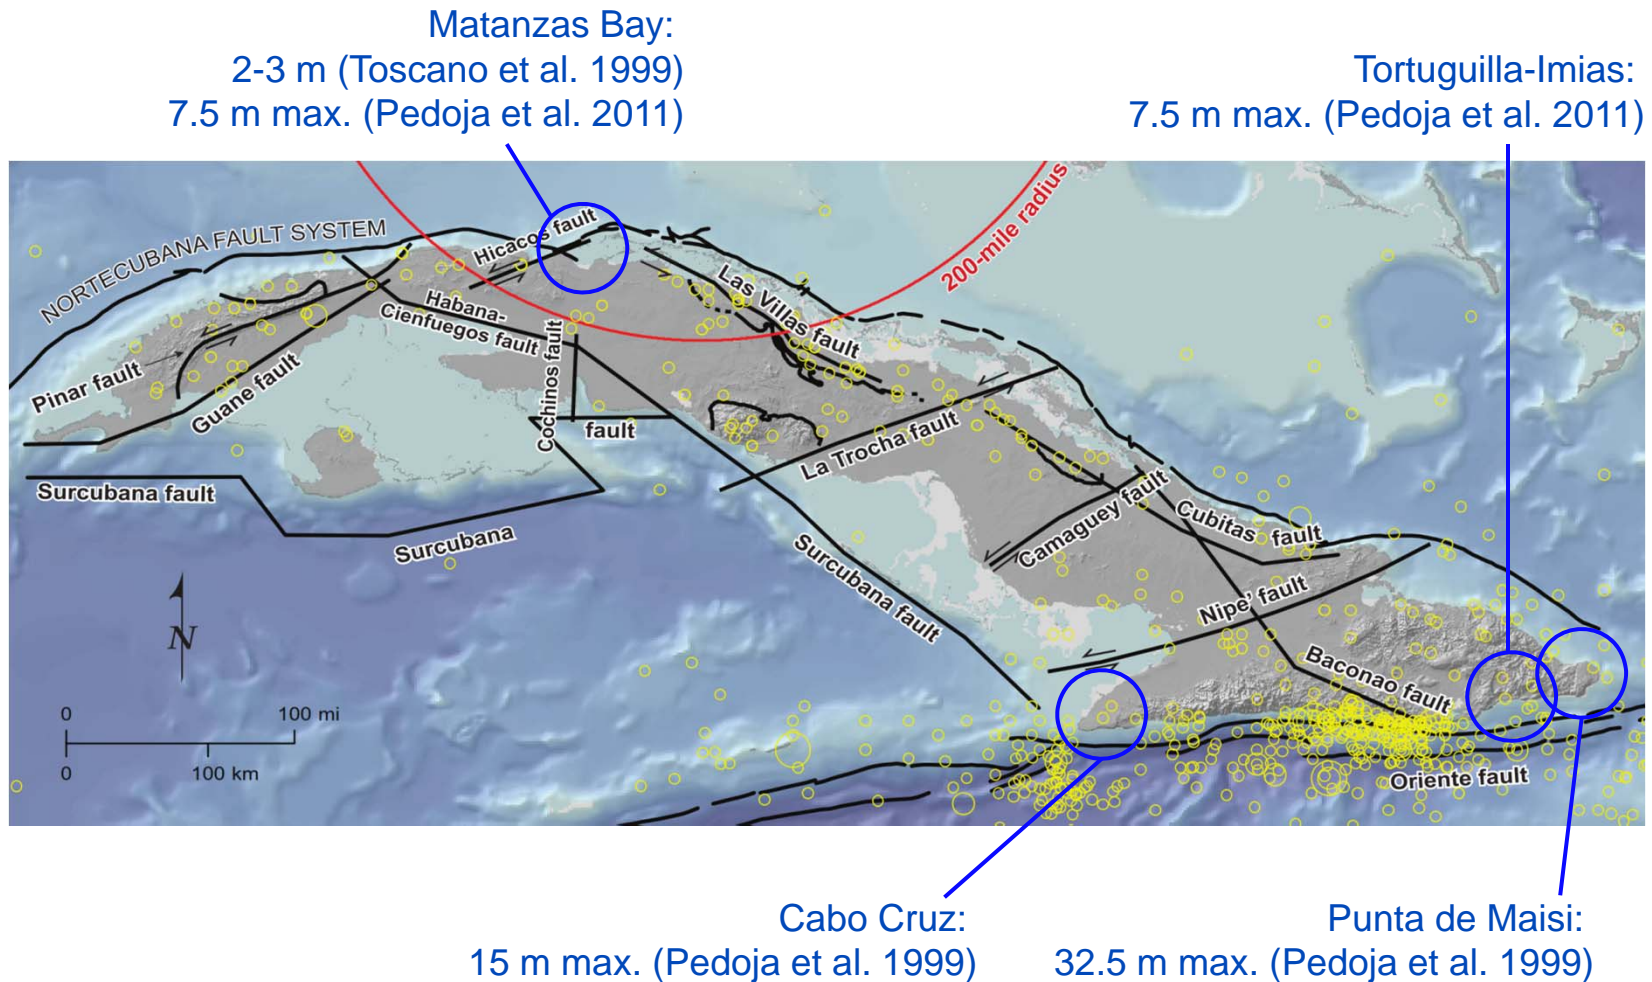 Matanzas Bay:
2-3 m (Toscano et al. 1999)
7.5 m max. (Pedoja et al. 2011)
Tortuguilla-Imias:
7.5 m max. (Pedoja et al. 2011)
NORTECUBANA FAULT SYSTEM
Hicacos fault
200-mile radius
Las Villas fault
Habana-
Cienfuegos fault
Pinar fault
Guane fault
Cochinos fault
fault
La Trocha fault
Surcubana fault
Surcubana
Surcubana fault
Camaguey fault
Cubitas fault
Nipe' fault
Baconao fault
Oriente fault
N
0 100 mi
0 100 km
Cabo Cruz:
15 m max. (Pedoja et al. 1999)
Punta de Maisi:
32.5 m max. (Pedoja et al. 1999)